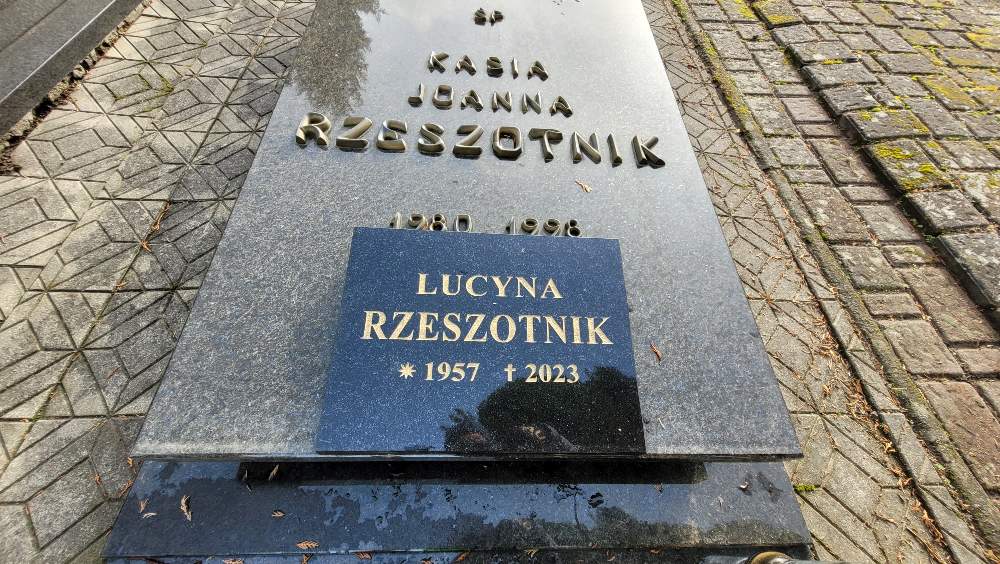 ŚP
KASIA
JOANNA
RZESZOTNIK
1980 1998
LUCYNA
RZESZOTNIK
* 1957 † 2023